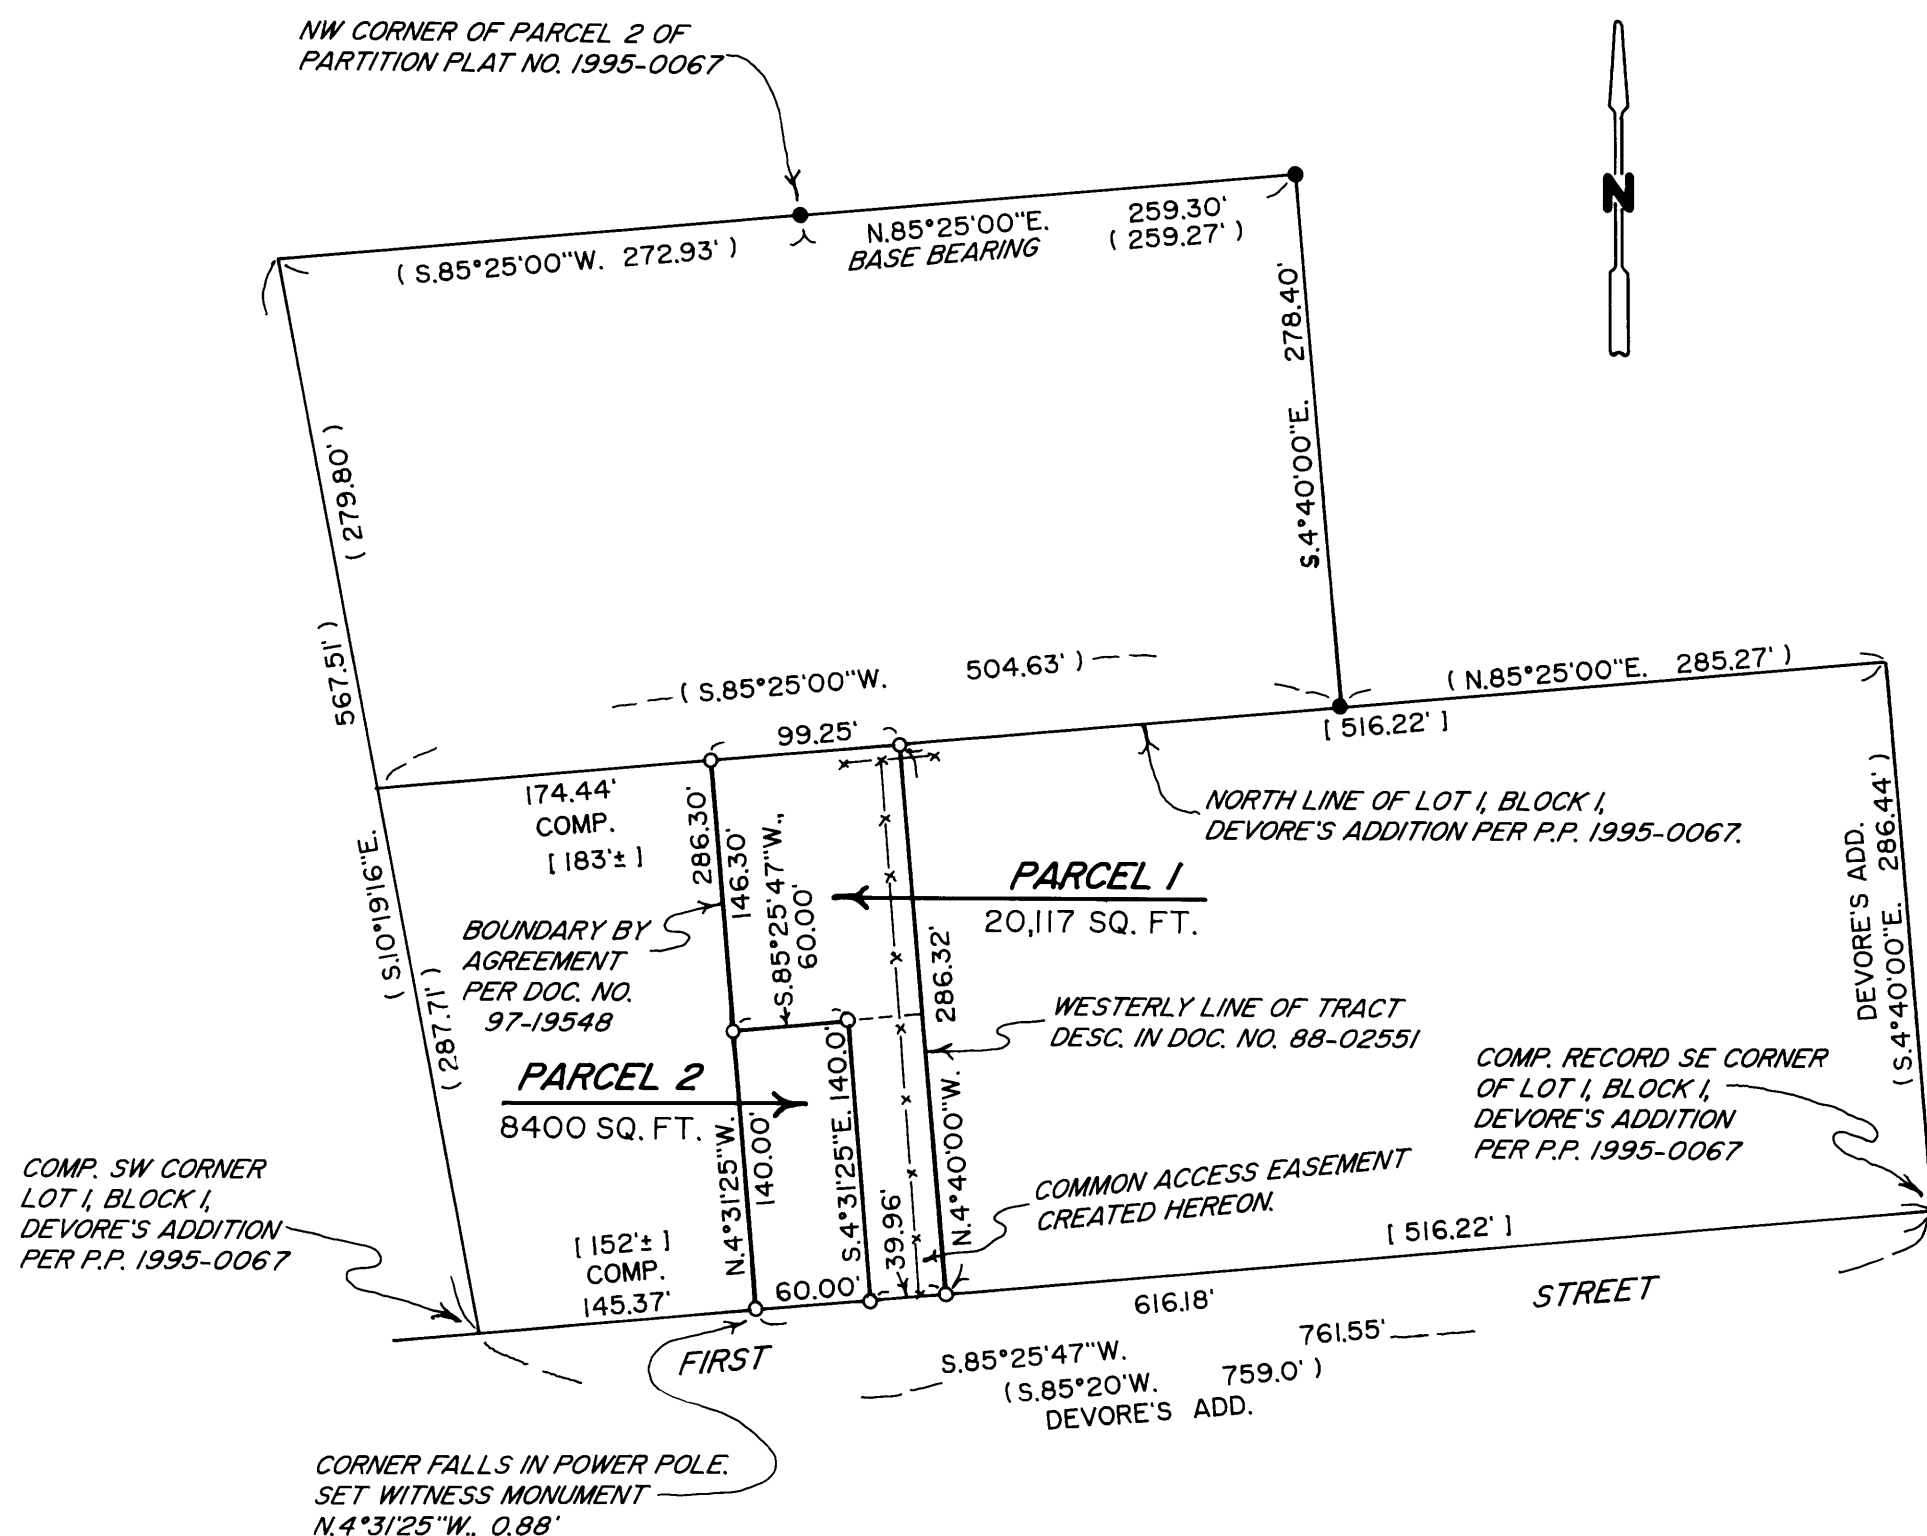 NW CORNER OF PARCEL 2 OF
PARTITION PLAT NO. 1995-0067
N
N.85°25'00"E. 259.30'
( 259.27' )
BASE BEARING
( S.85°25'00"W. 272.93' )
278.40'
S.4°40'00"E.
( 279.80' )
567.51' )
( S.10°19'16"E.
( 287.71' )
( S.85°25'00"W. 504.63' )
( N.85°25'00"E. 285.27' )
[ 516.22' ]
99.25'
174.44'
COMP.
[ 183'± ]
286.30'
146.30'
S.85°25'47"W.,
60.00'
NORTH LINE OF LOT 1, BLOCK 1,
DEVORE'S ADDITION PER P.P. 1995-0067.
PARCEL 1
20,117 SQ. FT.
DEVORE'S ADD.
(S.4°40'00"E. 286.44' )
BOUNDARY BY
AGREEMENT
PER DOC. NO.
97-19548
286.32'
N.4°40'00"W.
WESTERLY LINE OF TRACT
DESC. IN DOC. NO. 88-02551
PARCEL 2
8400 SQ. FT.
N.4°31'25"W.
140.00'
S.4°31'25"E. 140.0'
39.96'
COMP. RECORD SE CORNER
OF LOT 1, BLOCK 1,
DEVORE'S ADDITION
PER P.P. 1995-0067
COMP. SW CORNER
LOT 1, BLOCK 1,
DEVORE'S ADDITION
PER P.P. 1995-0067
COMMON ACCESS EASEMENT
CREATED HEREON.
[ 152'± ]
COMP.
145.37'
60.00'
[ 516.22' ]
616.18'
FIRST STREET
S.85°25'47"W. 761.55'
(S.85°20'W. 759.0' )
DEVORE'S ADD.
CORNER FALLS IN POWER POLE.
SET WITNESS MONUMENT
N.4°31'25"W., 0.88'